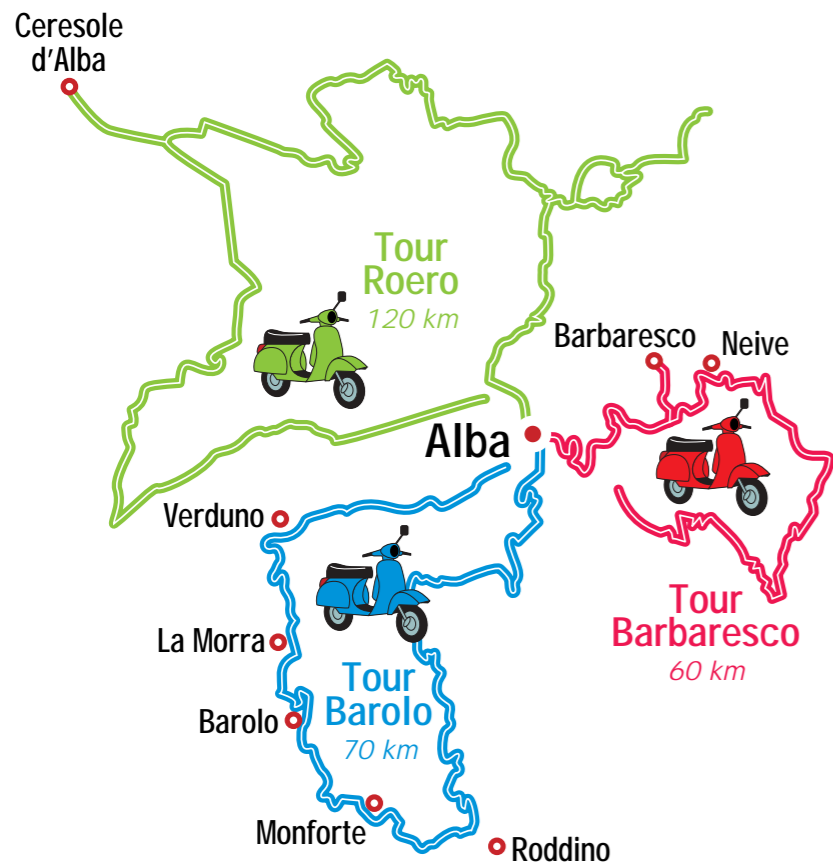 Ceresole
d'Alba
Tour
Roero
120 km
Barbaresco
Neive
Alba
Verduno
Tour
Barbaresco
60 km
La Morra
Tour
Barolo
70 km
Barolo
Monforte
Roddino